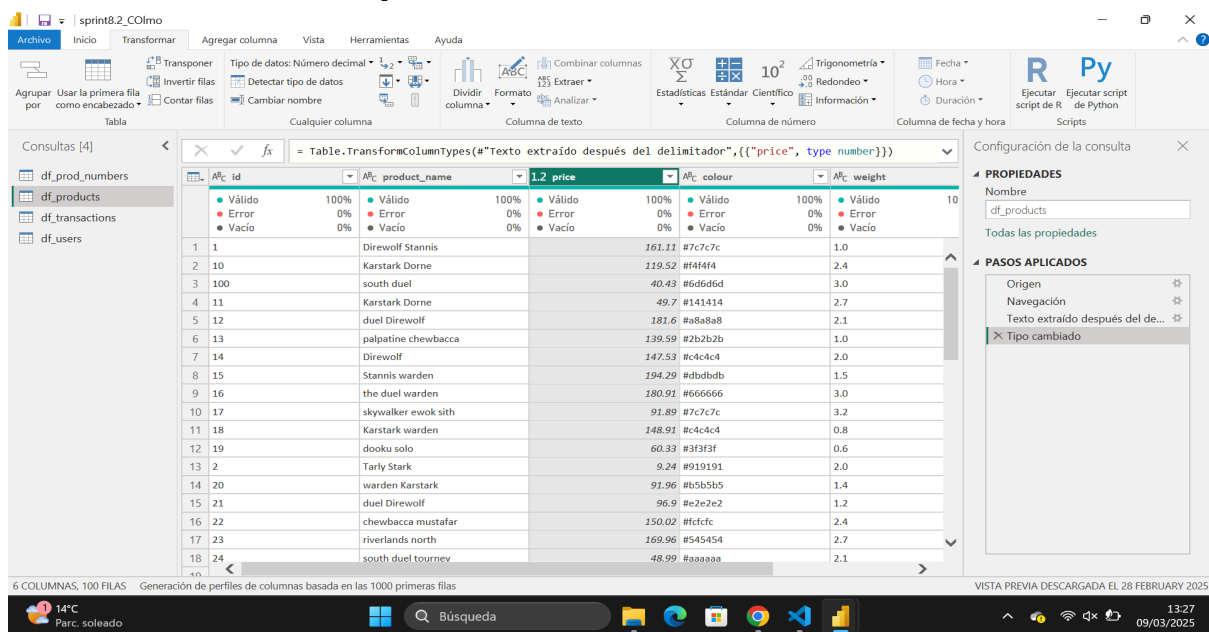 sprint8.2_COlmo
Archivo Inicio Transformar Agregar columna Vista Herramientas Ayuda
Agrupar por
Usar la primera fila como encabezado
Transponer
Invertir filas
Contar filas
Tabla
Tipo de datos: Número decimal
Detectar tipo de datos
Cambiar nombre
Cualquier columna
Dividir columna
Formato
Combinar columnas
Extraer
Analizar
Columna de texto
Estadísticas
Estándar
Científico
Trigonometría
Redondeo
Información
Columna de número
Fecha
Hora
Duración
Columna de fecha y hora
Ejecutar script de R
Ejecutar script de Python
Scripts
Consultas [4]
df_prod_numbers
df_products
df_transactions
df_users
= Table.TransformColumnTypes(#"Texto extraído después del delimitador",{{"price", type number}})
id product_name 1.2 price colour weight
Válido 100% Válido 100% Válido 100% Válido 100% Válido 10
Error 0% Error 0% Error 0% Error 0% Error
Vacío 0% Vacío 0% Vacío 0% Vacío 0% Vacío
1 1 Direwolf Stannis 161.11 #7c7c7c 1.0
2 10 Karstark Dorne 119.52 #f4f4f4 2.4
3 100 south duel 40.43 #6d6d6d 3.0
4 11 Karstark Dorne 49.7 #141414 2.7
5 12 duel Direwolf 181.6 #a8a8a8 2.1
6 13 palpatine chewbacca 139.59 #2b2b2b 1.0
7 14 Direwolf 147.53 #c4c4c4 2.0
8 15 Stannis warden 194.29 #dbdbdb 1.5
9 16 the duel warden 180.91 #666666 3.0
10 17 skywalker ewok sith 91.89 #7c7c7c 3.2
11 18 Karstark warden 148.91 #c4c4c4 0.8
12 19 dooku solo 60.33 #3f3f3f 0.6
13 2 Tarly Stark 9.24 #919191 2.0
14 20 warden Karstark 91.96 #b5b5b5 1.4
15 21 duel Direwolf 96.9 #e2e2e2 1.2
16 22 chewbacca mustafar 150.02 #fcfcfc 2.4
17 23 riverlands north 169.96 #545454 2.7
18 24 south duel tourney 48.99 #aaaaaa 2.1
Configuración de la consulta
PROPIEDADES
Nombre
df_products
Todas las propiedades
PASOS APLICADOS
Origen
Navegación
Texto extraído después del de...
Tipo cambiado
6 COLUMNAS, 100 FILAS Generación de perfiles de columnas basada en las 1000 primeras filas
VISTA PREVIA DESCARGADA EL 28 FEBRUARY 2025
1
14°C
Parc. soleado
Búsqueda
13:27
09/03/2025